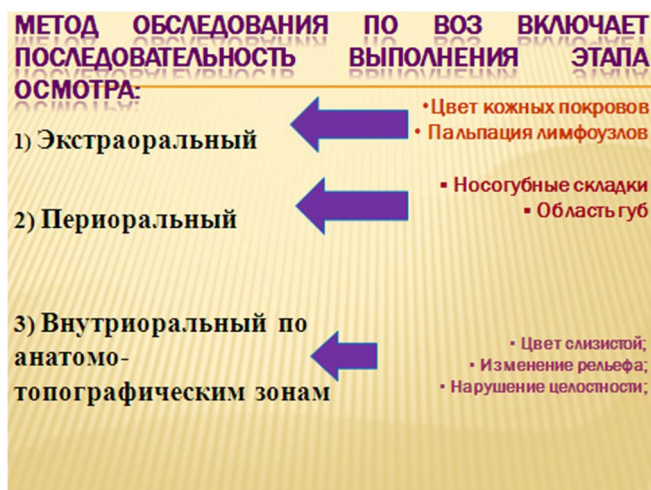 МЕТОД ОБСЛЕДОВАНИЯ ПО ВОЗ ВКЛЮЧАЕТ
ПОСЛЕДОВАТЕЛЬНОСТЬ ВЫПОЛНЕНИЯ ЭТАПА
ОСМОТРА:
•Цвет кожных покровов
1) Экстраоральный
• Пальпация лимфоузлов
▪ Носогубные складки
2) Периоральный
▪ Область губ
3) Внутриоральный по
анатомо-
топографическим зонам
▪ Цвет слизистой;
▪ Изменение рельефа;
▪ Нарушение целостности;